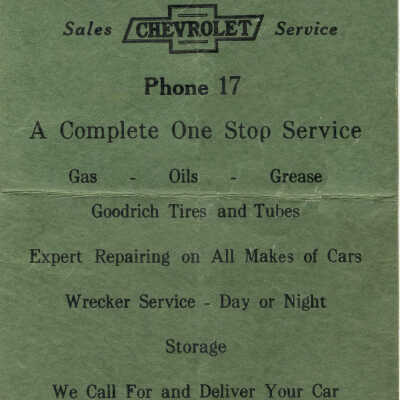 Sales CHEVROLET Service
Phone 17
A Complete One Stop Service
Gas - Oils - Grease
Goodrich Tires and Tubes
Expert Repairing on All Makes of Cars
Wrecker Service - Day or Night
Storage
We Call For and Deliver Your Car